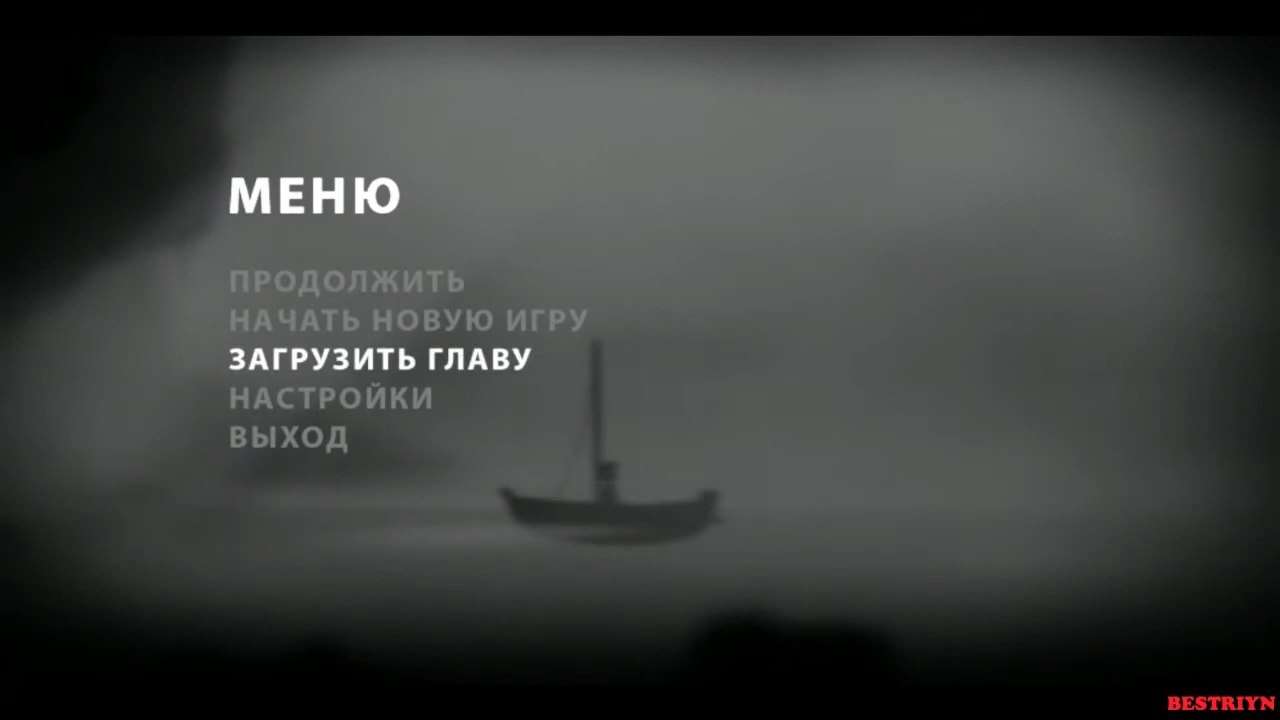 МЕНЮ
ПРОДОЛЖИТЬ
НАЧАТЬ НОВУЮ ИГРУ
ЗАГРУЗИТЬ ГЛАВУ
НАСТРОЙКИ
ВЫХОД
BESTRIYN